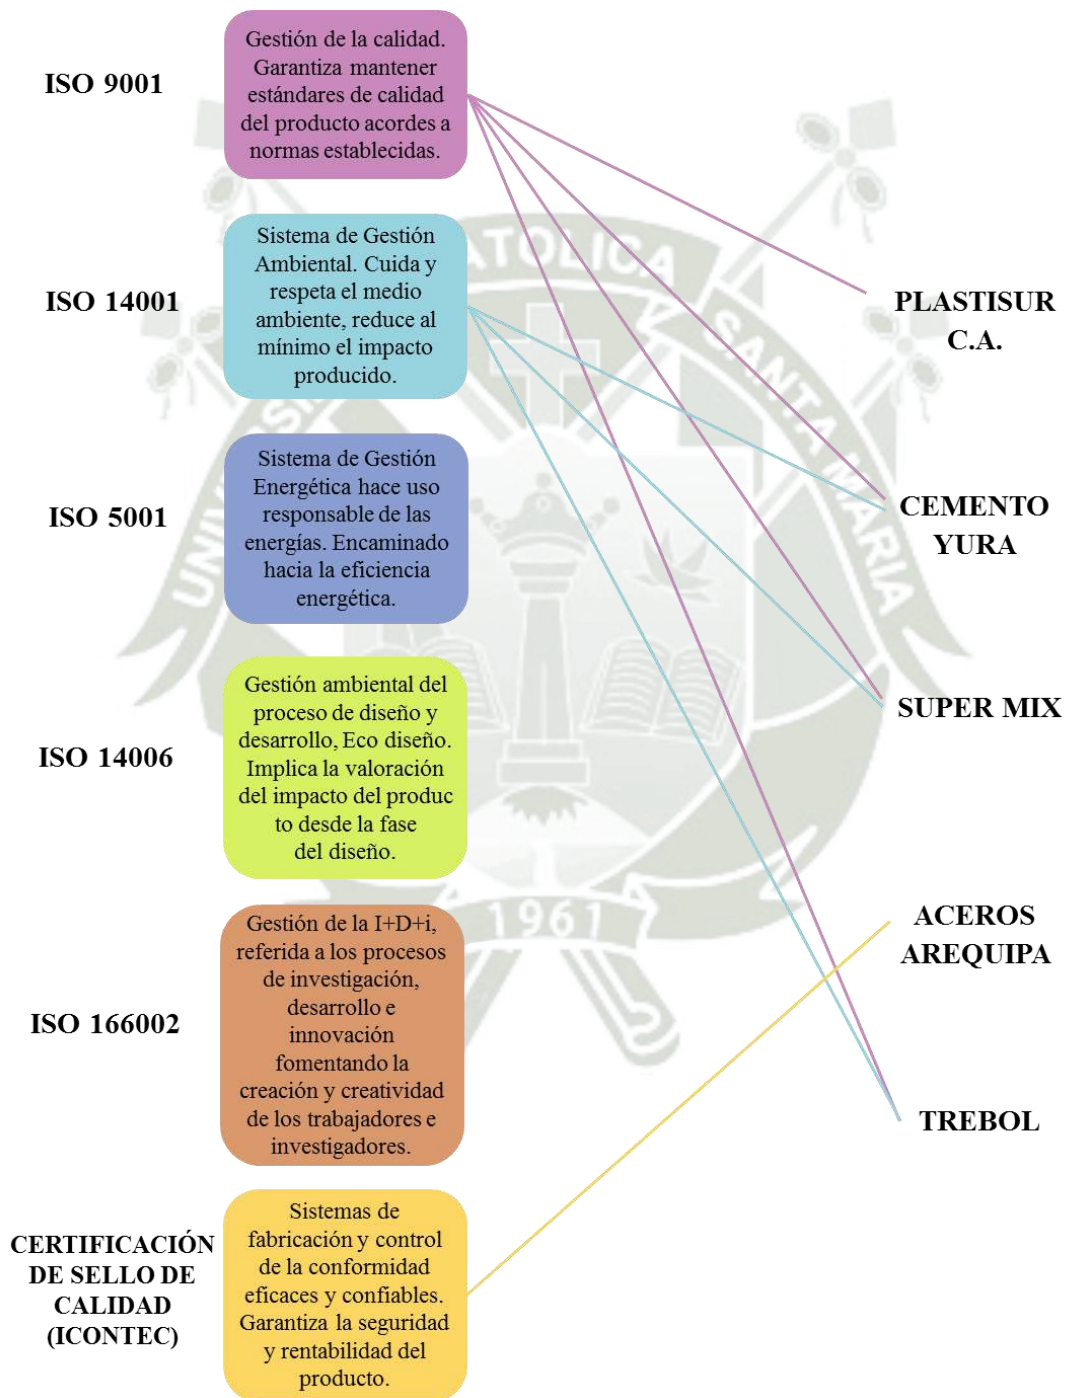 ISO 9001
Gestión de la calidad.
Garantiza mantener
estándares de calidad
del producto acordes a
normas establecidas.
ISO 14001
Sistema de Gestión
Ambiental. Cuida y
respeta el medio
ambiente, reduce al
mínimo el impacto
producido.
ISO 5001
Sistema de Gestión
Energética hace uso
responsable de las
energías. Encaminado
hacia la eficiencia
energética.
ISO 14006
Gestión ambiental del
proceso de diseño y
desarrollo, Eco diseño.
Implica la valoración
del impacto del produc
to desde la fase
del diseño.
ISO 166002
Gestión de la I+D+i,
referida a los procesos
de investigación,
desarrollo e
innovación
fomentando la
creación y creatividad
de los trabajadores e
investigadores.
CERTIFICACIÓN
DE SELLO DE
CALIDAD
(ICONTEC)
Sistemas de
fabricación y control
de la conformidad
eficaces y confiables.
Garantiza la seguridad
y rentabilidad del
producto.
PLASTISUR
C.A.
CEMENTO
YURA
SUPER MIX
ACEROS
AREQUIPA
TREBOL
SANTA MARIA
1961